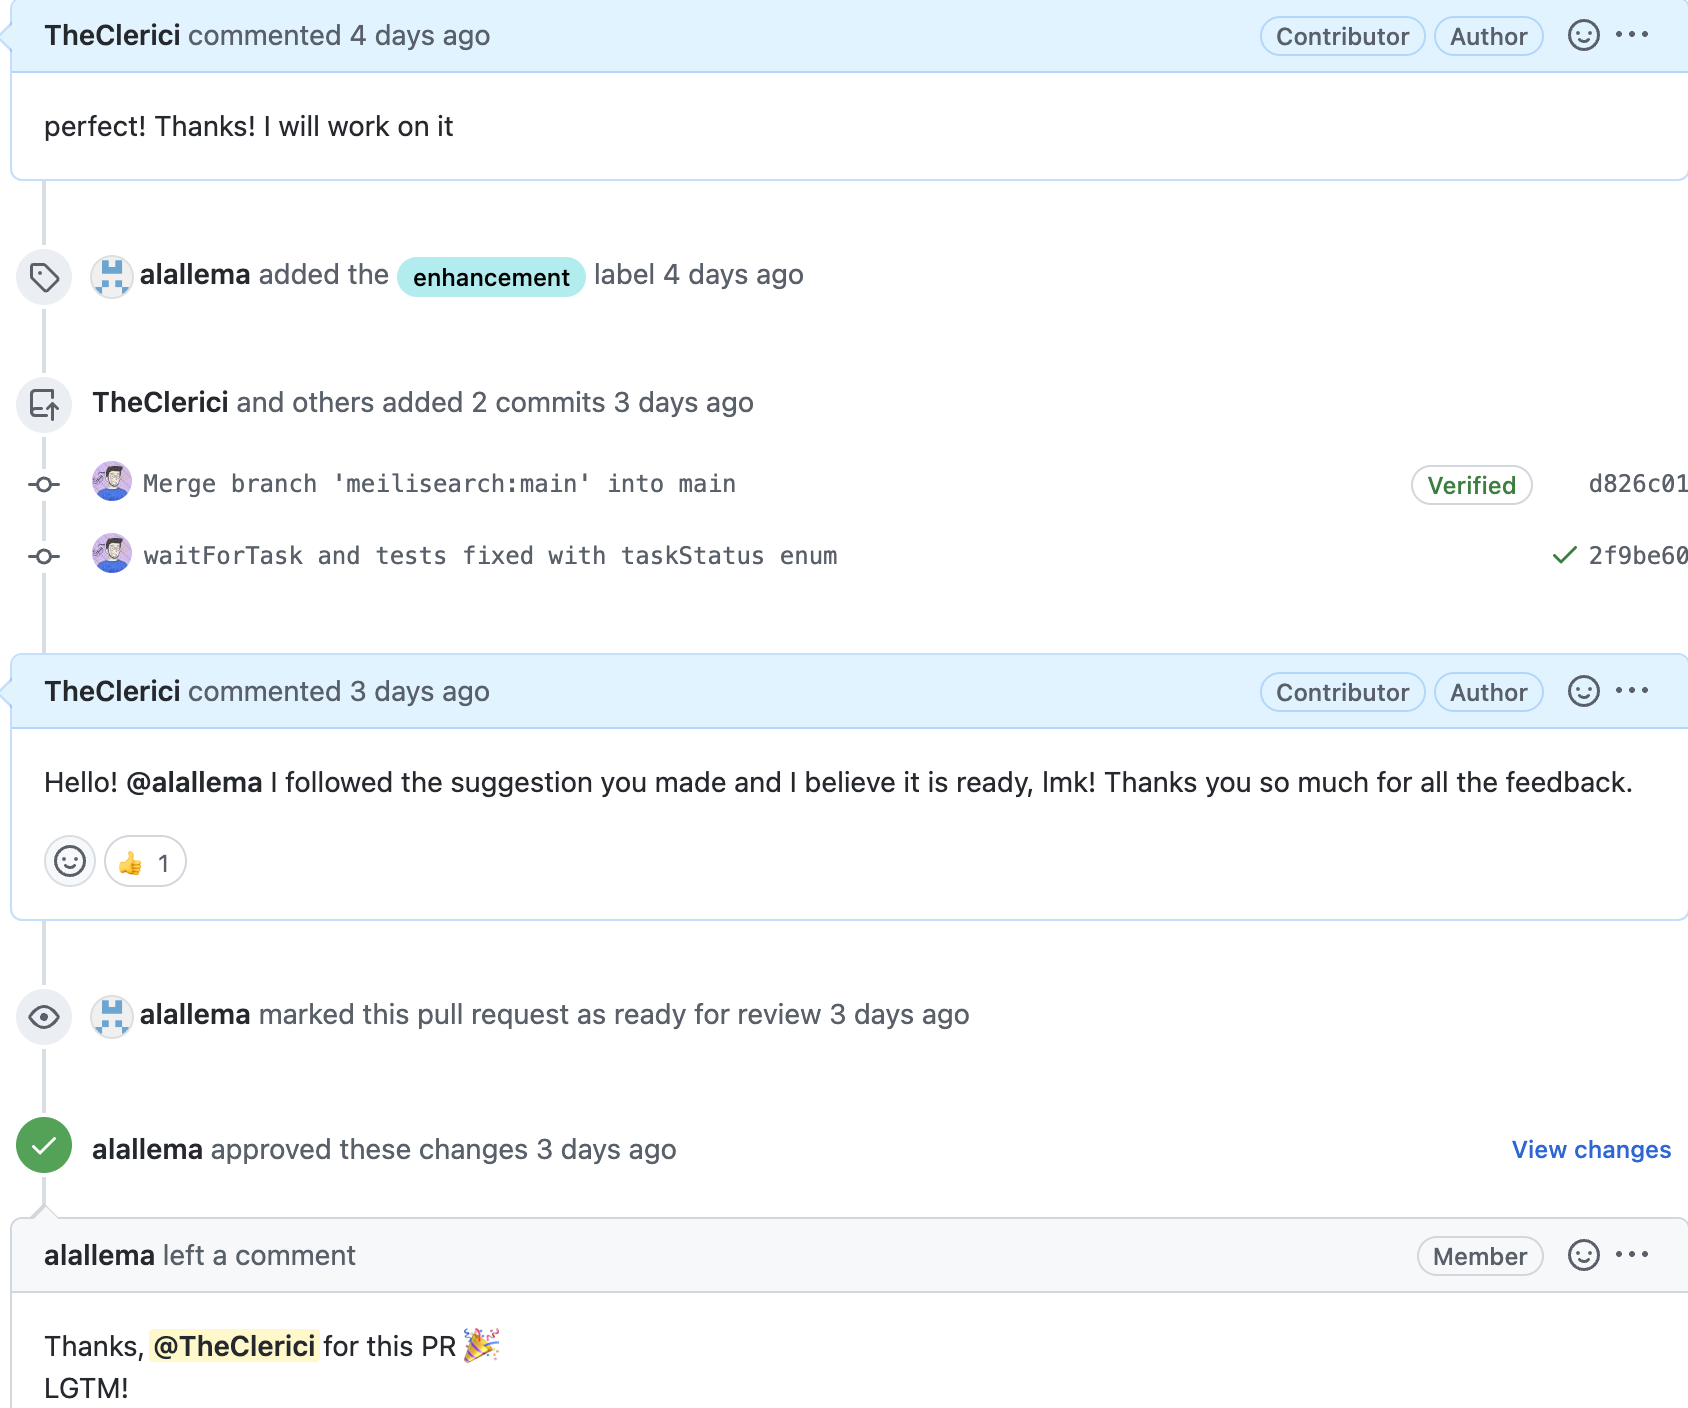 TheClerici commented 4 days ago Contributor Author
perfect! Thanks! I will work on it
alallema added the enhancement label 4 days ago
TheClerici and others added 2 commits 3 days ago
Merge branch 'meilisearch:main' into main Verified d826c01
waitForTask and tests fixed with taskStatus enum 2f9be60
TheClerici commented 3 days ago Contributor Author
Hello! @alallema I followed the suggestion you made and I believe it is ready, lmk! Thanks you so much for all the feedback.
👍 1
alallema marked this pull request as ready for review 3 days ago
alallema approved these changes 3 days ago View changes
alallema left a comment Member
Thanks, @TheClerici for this PR 🎉
LGTM!